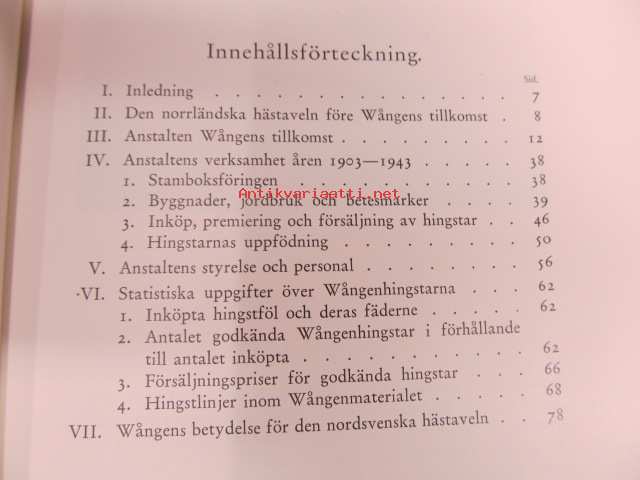 Innehållsförteckning.
Sid.
I. Inledning . . . . . . . . . . . . . . . 7
II. Den norrländska hästaveln före Wångens tillkomst . 8
III. Anstalten Wångens tillkomst . . . . . . . . . 12
IV. Anstaltens verksamhet åren 1903—1943 . . . . . 38
1. Stamboksföringen . . . . . . . . . . . 38
Antikvariaatti.net
2. Byggnader, jordbruk och betesmarker . . . . 39
3. Inköp, premiering och försäljning av hingstar . . 46
4. Hingstarnas uppfödning . . . . . . . . . 50
V. Anstaltens styrelse och personal . . . . . . . . 56
VI. Statistiska uppgifter över Wångenhingstarna . . . 62
1. Inköpta hingstföl och deras fäderne . . . . . 62
2. Antalet godkända Wångenhingstar i förhållande
till antalet inköpta . . . . . . . . . . . 62
3. Försäljningspriser för godkända hingstar . . . 66
4. Hingstlinjer inom Wångenmaterialet . . . . . 68
VII. Wångens betydelse för den nordsvenska hästaveln . . 78